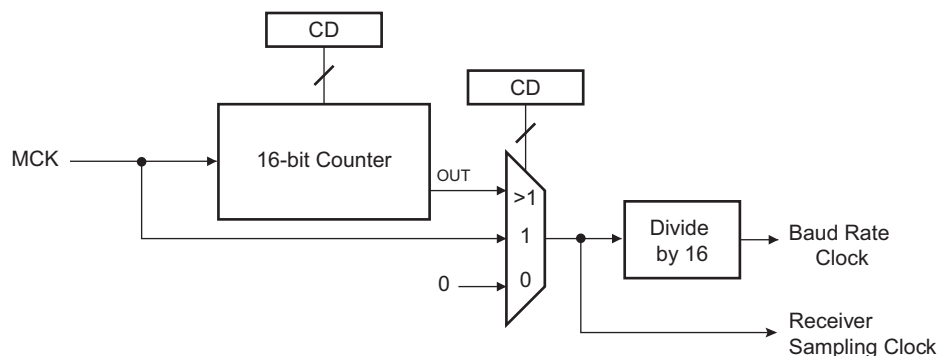 CD
CD
MCK
16-bit Counter
OUT
>1
1
0
0
Divide
by 16
Baud Rate
Clock
Receiver
Sampling Clock